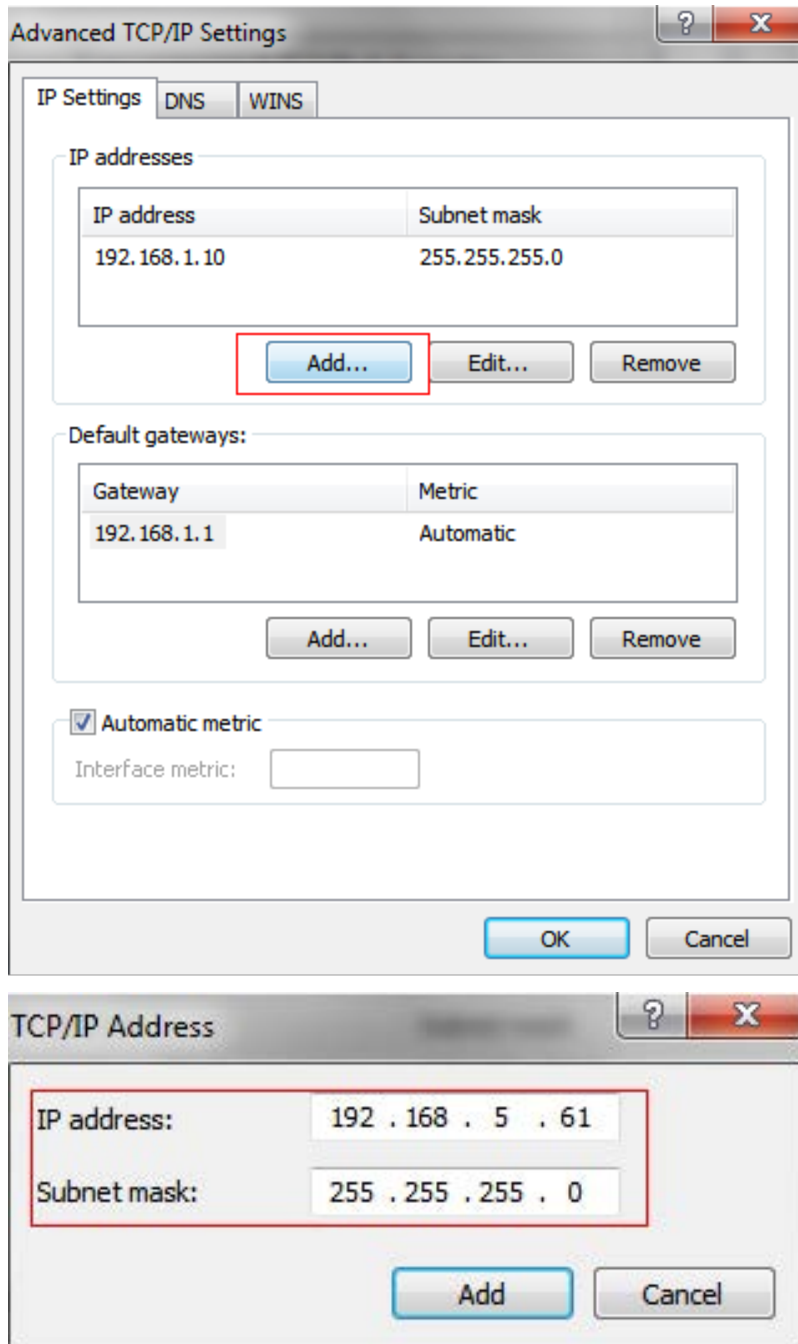 Advanced TCP/IP Settings
IP Settings DNS WINS
IP addresses
IP address Subnet mask
192.168.1.10 255.255.255.0
Add... Edit... Remove
Default gateways:
Gateway Metric
192.168.1.1 Automatic
Add... Edit... Remove
Automatic metric
Interface metric:
OK Cancel
TCP/IP Address
IP address: 192 . 168 . 5 . 61
Subnet mask: 255 . 255 . 255 . 0
Add Cancel